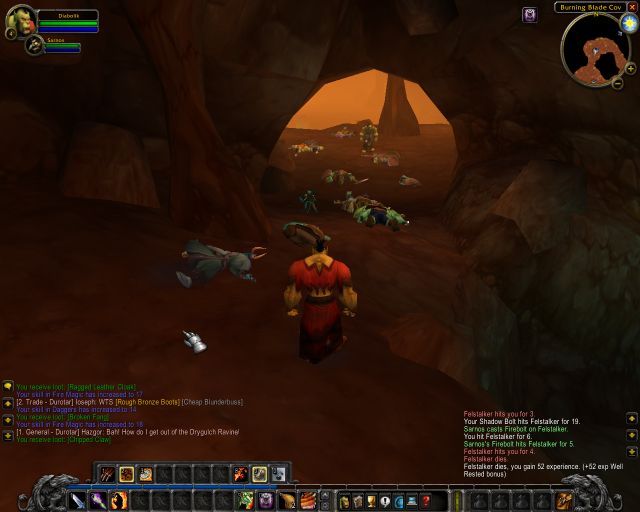 Diabolik
Sarnos
Burning Blade Cov
N
You receive loot: [Ragged Leather Cloak]
Your skill in Fire Magic has increased to 17
[2. Trade - Durotar] Ioseph: WTS [Rough Bronze Boots] [Cheap Blunderbuss]
Your skill in Daggers has increased to 14
You receive loot: [Broken Fang]
Your skill in Fire Magic has increased to 18
[1. General - Durotar] Hazgor: Bah! How do I get out of the Drygulch Ravine!
You receive loot: [Chipped Claw]
Felstalker hits you for 3.
Your Shadow Bolt hits Felstalker for 19.
Sarnos casts Firebolt on Felstalker.
You hit Felstalker for 6.
Sarnos's Firebolt hits Felstalker for 5.
Felstalker hits you for 4.
Felstalker dies.
Felstalker dies, you gain 52 experience. (+52 exp Well
Rested bonus)